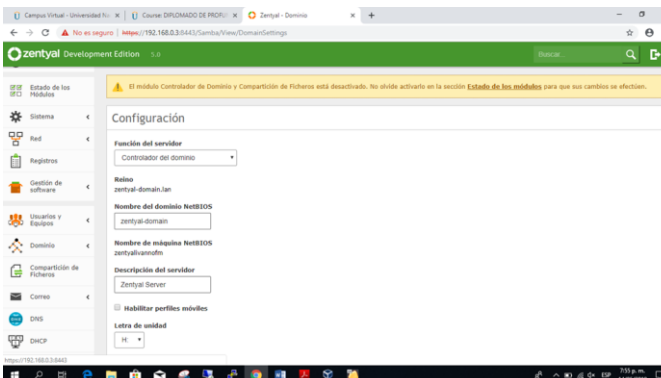 Campus Virtual - Universidad No
Course: DIPLOMADO DE PROFU
Zentyal - Dominio
No es seguro | https://192.168.0.3:8443/Samba/View/DomainSettings
zentyal Development Edition 5.0
Buscar...
El módulo Controlador de Dominio y Compartición de Ficheros está desactivado. No olvide activarlo en la sección Estado de los módulos para que sus cambios se efectúen.
Estado de los
Módulos
Sistema
Red
Registros
Gestión de
software
Usuarios y
Equipos
Dominio
Compartición de
Ficheros
Correo
DNS
DHCP
Configuración
Función del servidor
Controlador del dominio
Reino
zentyal-domain.lan
Nombre del dominio NetBIOS
zentyal-domain
Nombre de máquina NetBIOS
zentyalivannofm
Descripción del servidor
Zentyal Server
Habilitar perfiles móviles
Letra de unidad
H:
https://192.168.0.3:8443
ESP
7:55 p. m.